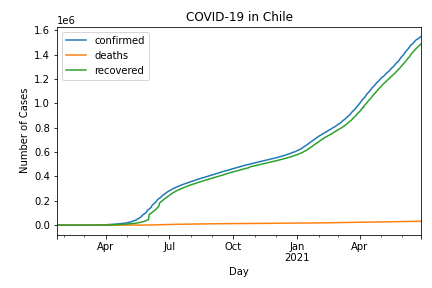 COVID-19 in Chile
1e6
confirmed
deaths
recovered
Number of Cases
1.6
1.4
1.2
1.0
0.8
0.6
0.4
0.2
0.0
Apr
Jul
Oct
Jan
2021
Apr
Day